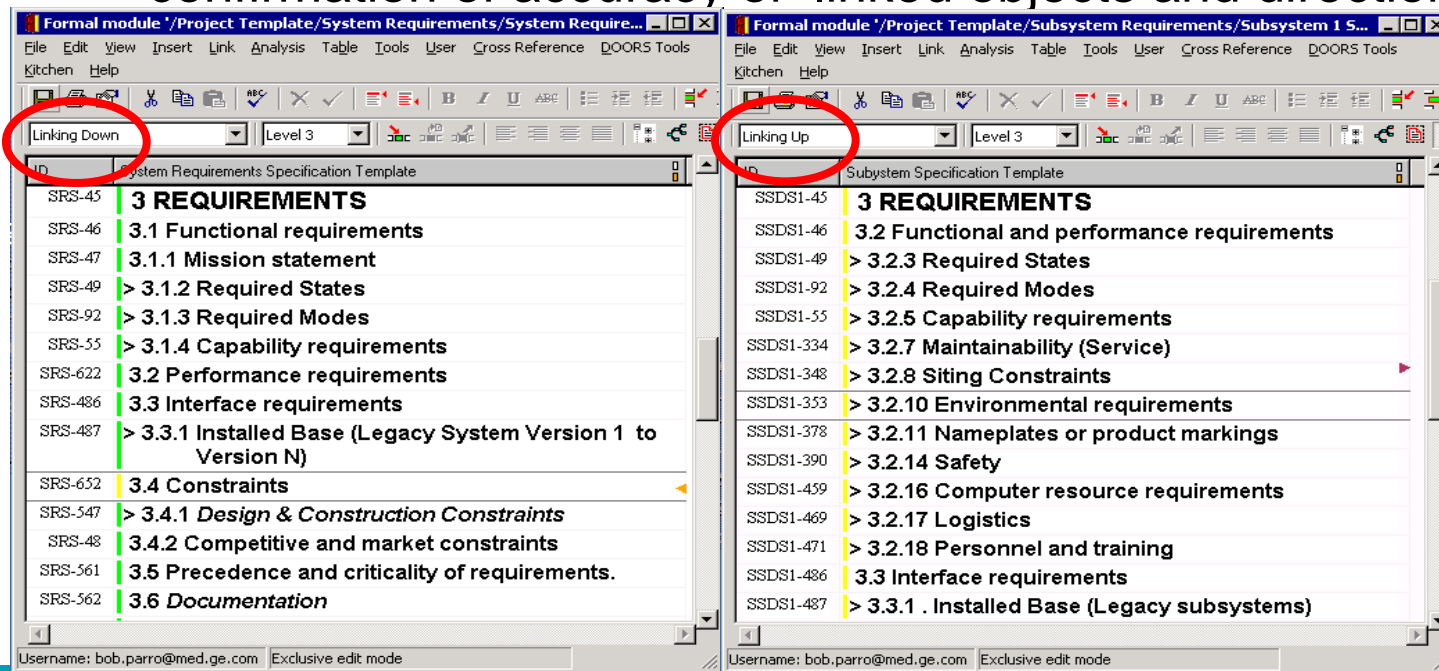 confirmation of accuracy of linked objects and direction
Formal module '/Project Template/System Requirements/System Require...
File Edit View Insert Link Analysis Table Tools User Cross Reference DOORS Tools
Kitchen Help
Linking Down Level 3
ID System Requirements Specification Template
SRS-45 3 REQUIREMENTS
SRS-46 3.1 Functional requirements
SRS-47 3.1.1 Mission statement
SRS-49 > 3.1.2 Required States
SRS-92 > 3.1.3 Required Modes
SRS-55 > 3.1.4 Capability requirements
SRS-622 3.2 Performance requirements
SRS-486 3.3 Interface requirements
SRS-487 > 3.3.1 Installed Base (Legacy System Version 1 to
Version N)
SRS-652 3.4 Constraints
SRS-547 > 3.4.1 Design & Construction Constraints
SRS-48 3.4.2 Competitive and market constraints
SRS-561 3.5 Precedence and criticality of requirements.
SRS-562 3.6 Documentation
Username: bob.parro@med.ge.com Exclusive edit mode
Formal module '/Project Template/Subsystem Requirements/Subsystem 1 S...
File Edit View Insert Link Analysis Table Tools User Cross Reference DOORS Tools
Kitchen Help
Linking Up Level 3
ID Subystem Specification Template
SSDS1-45 3 REQUIREMENTS
SSDS1-46 3.2 Functional and performance requirements
SSDS1-49 > 3.2.3 Required States
SSDS1-92 > 3.2.4 Required Modes
SSDS1-55 > 3.2.5 Capability requirements
SSDS1-334 > 3.2.7 Maintainability (Service)
SSDS1-348 > 3.2.8 Siting Constraints
SSDS1-353 > 3.2.10 Environmental requirements
SSDS1-378 > 3.2.11 Nameplates or product markings
SSDS1-390 > 3.2.14 Safety
SSDS1-459 > 3.2.16 Computer resource requirements
SSDS1-469 > 3.2.17 Logistics
SSDS1-471 > 3.2.18 Personnel and training
SSDS1-486 3.3 Interface requirements
SSDS1-487 > 3.3.1 . Installed Base (Legacy subsystems)
Username: bob.parro@med.ge.com Exclusive edit mode